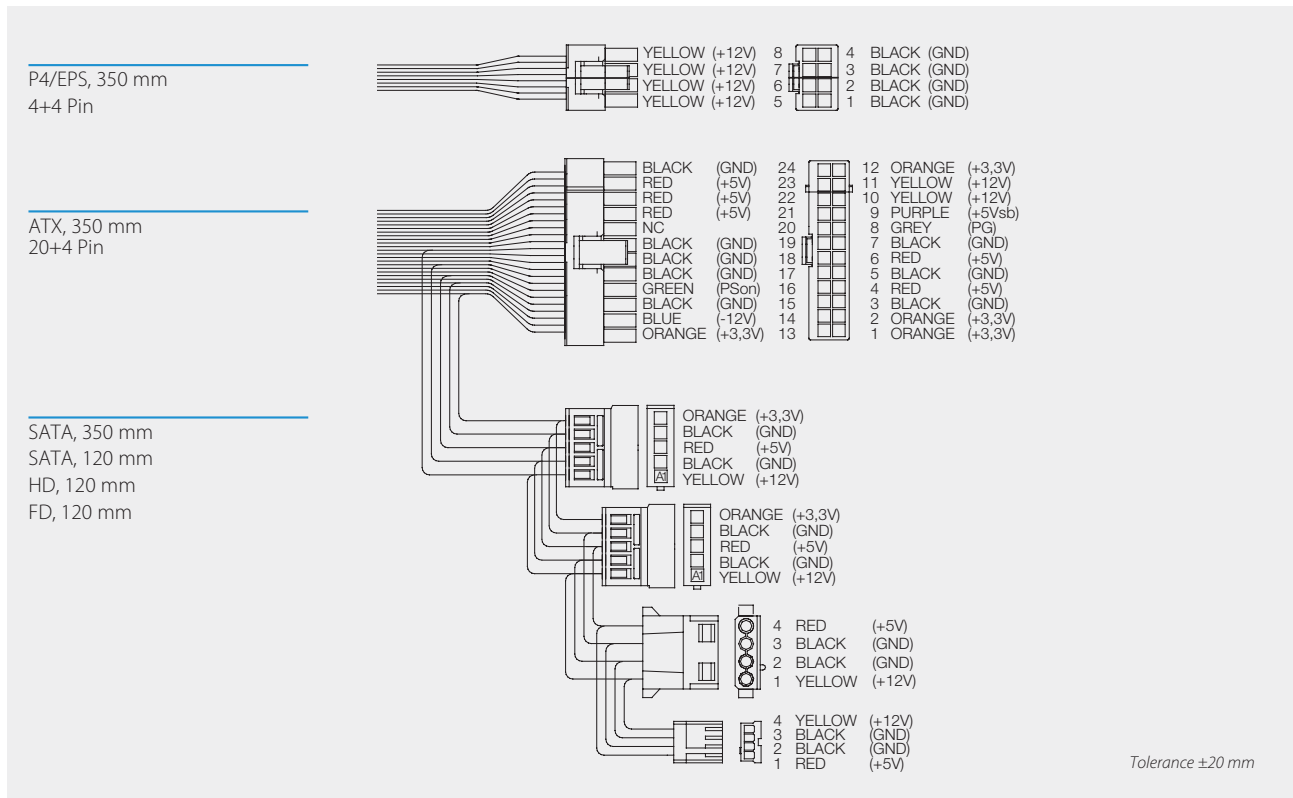 P4/EPS, 350 mm
4+4 Pin
YELLOW (+12V) 8 4 BLACK (GND)
YELLOW (+12V) 7 3 BLACK (GND)
YELLOW (+12V) 6 2 BLACK (GND)
YELLOW (+12V) 5 1 BLACK (GND)
ATX, 350 mm
20+4 Pin
BLACK (GND) 24 12 ORANGE (+3,3V)
RED (+5V) 23 11 YELLOW (+12V)
RED (+5V) 22 10 YELLOW (+12V)
RED (+5V) 21 9 PURPLE (+5Vsb)
NC 20 8 GREY (PG)
BLACK (GND) 19 7 BLACK (GND)
BLACK (GND) 18 6 RED (+5V)
BLACK (GND) 17 5 BLACK (GND)
GREEN (PSon) 16 4 RED (+5V)
BLACK (GND) 15 3 BLACK (GND)
BLUE (-12V) 14 2 ORANGE (+3,3V)
ORANGE (+3,3V) 13 1 ORANGE (+3,3V)
SATA, 350 mm
SATA, 120 mm
HD, 120 mm
FD, 120 mm
ORANGE (+3,3V)
BLACK (GND)
RED (+5V)
BLACK (GND)
A1 YELLOW (+12V)
ORANGE (+3,3V)
BLACK (GND)
RED (+5V)
BLACK (GND)
A1 YELLOW (+12V)
4 RED (+5V)
3 BLACK (GND)
2 BLACK (GND)
1 YELLOW (+12V)
4 YELLOW (+12V)
3 BLACK (GND)
2 BLACK (GND)
1 RED (+5V)
Tolerance ±20 mm